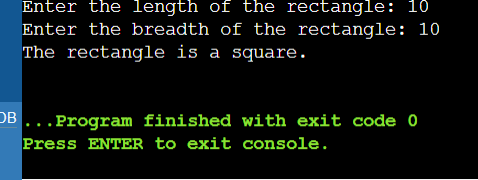 Enter the length of the rectangle: 10
Enter the breadth of the rectangle: 10
The rectangle is a square.
...Program finished with exit code 0
Press ENTER to exit console.